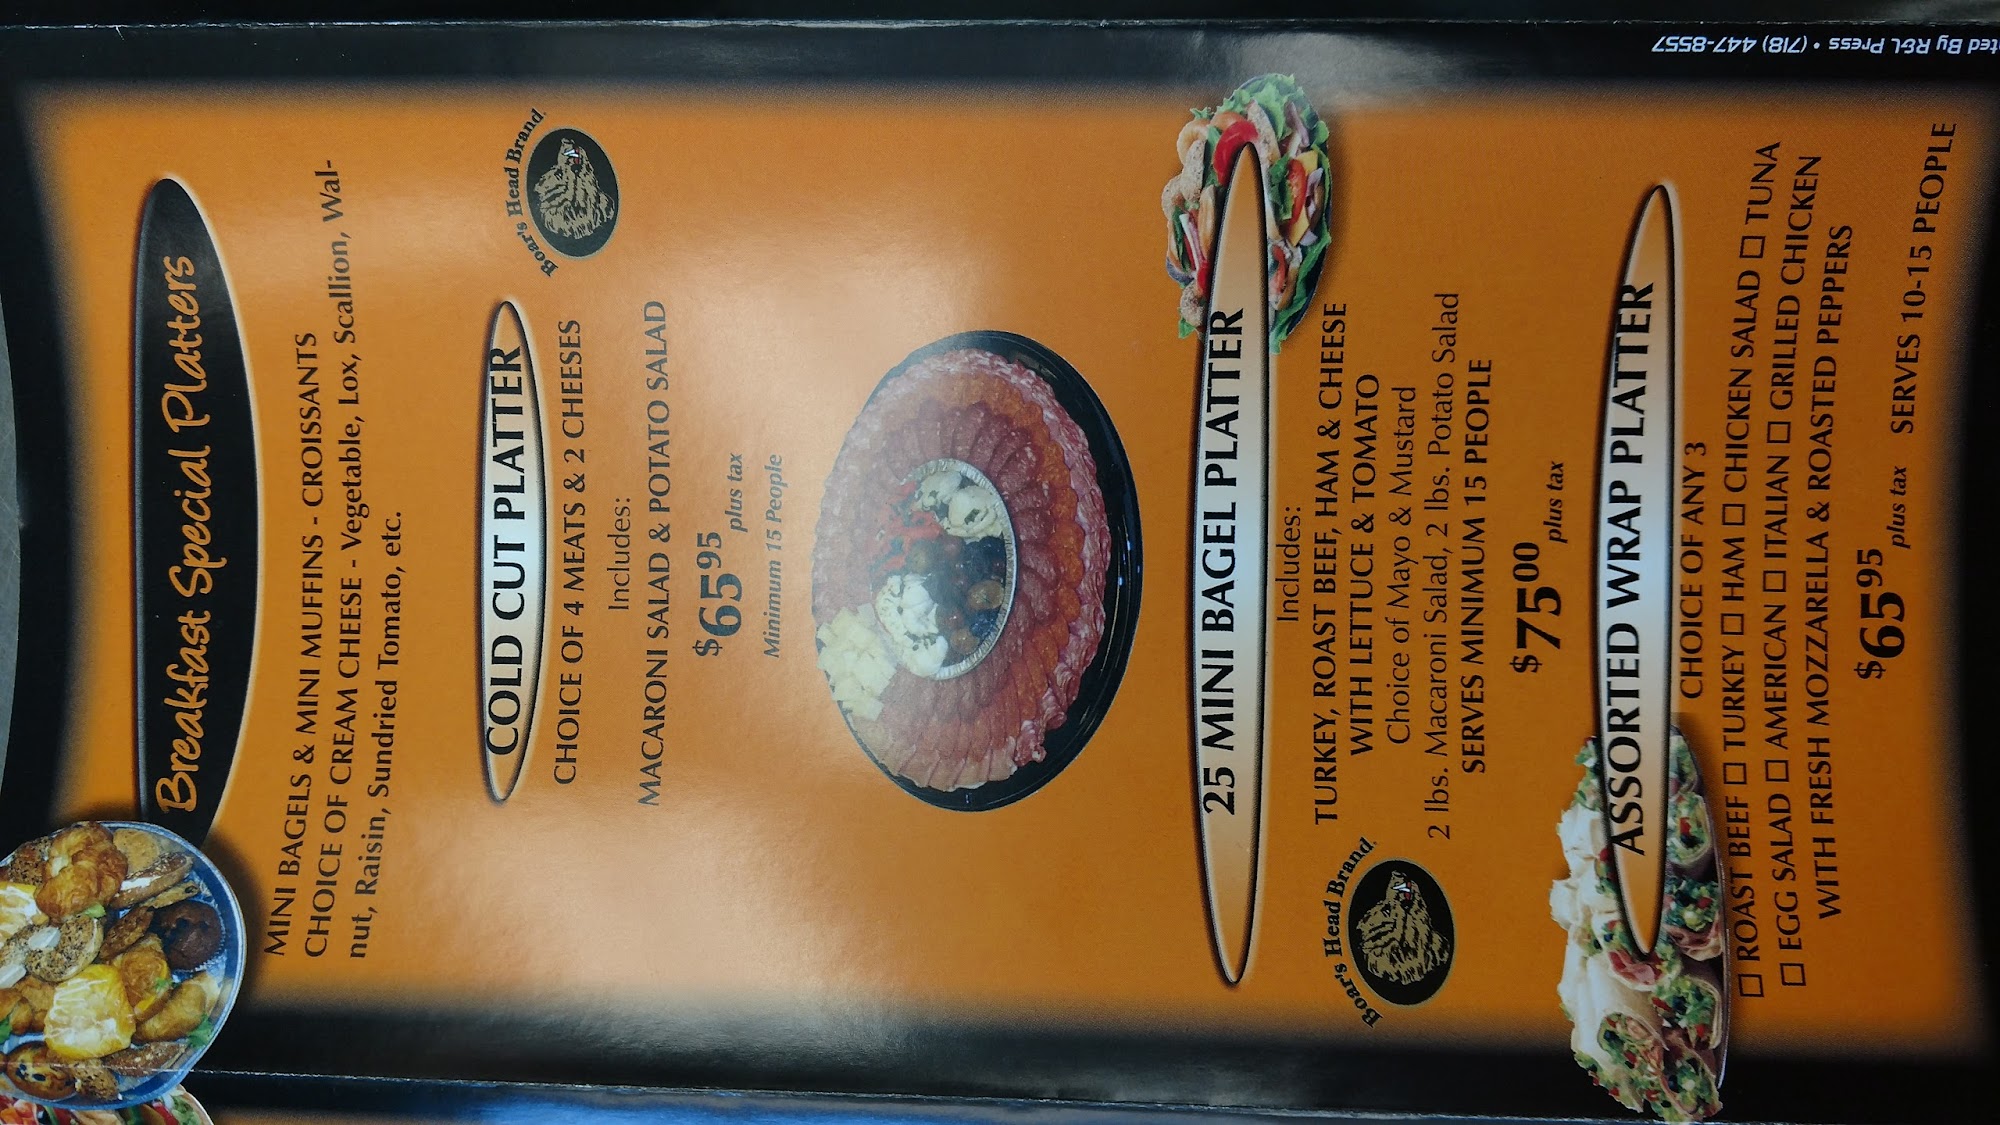 Breakfast Special Platters
MINI BAGELS & MINI MUFFINS - CROISSANTS
CHOICE OF CREAM CHEESE - Vegetable, Lox, Scallion, Wal-
nut, Raisin, Sundried Tomato, etc.
Boar's Head Brand.
COLD CUT PLATTER
CHOICE OF 4 MEATS & 2 CHEESES
Includes:
MACARONI SALAD & POTATO SALAD
$65.95 plus tax
Minimum 15 People
25 MINI BAGEL PLATTER
Includes:
TURKEY, ROAST BEEF, HAM & CHEESE
WITH LETTUCE & TOMATO
Choice of Mayo & Mustard
2 lbs. Macaroni Salad, 2 lbs. Potato Salad
SERVES MINIMUM 15 PEOPLE
Boar's Head Brand.
$75.00 plus tax
ASSORTED WRAP PLATTER
CHOICE OF ANY 3
☐ ROAST BEEF ☐ TURKEY ☐ HAM ☐ CHICKEN SALAD ☐ TUNA
☐ EGG SALAD ☐ AMERICAN ☐ ITALIAN ☐ GRILLED CHICKEN
WITH FRESH MOZZARELLA & ROASTED PEPPERS
$65.95 plus tax SERVES 10-15 PEOPLE
By R&L Press • (718) 447-8557